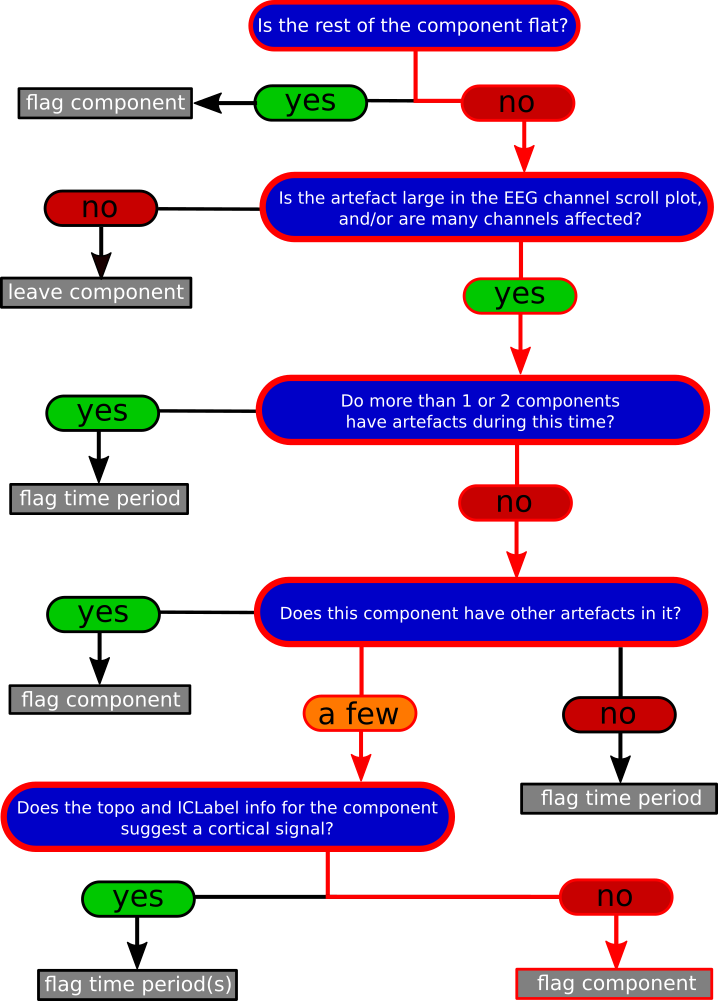 Is the rest of the component flat?
flag component
yes
no
Is the artefact large in the EEG channel scroll plot,
and/or are many channels affected?
no
leave component
yes
Do more than 1 or 2 components
have artefacts during this time?
yes
flag time period
no
Does this component have other artefacts in it?
yes
flag component
a few
no
flag time period
Does the topo and ICLabel info for the component
suggest a cortical signal?
yes
no
flag time period(s)
flag component